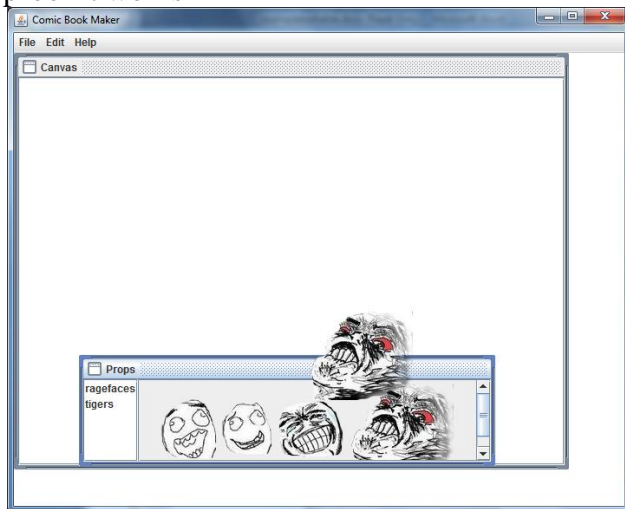 Comic Book Maker
File Edit Help
Canvas
Props
ragefaces
tigers